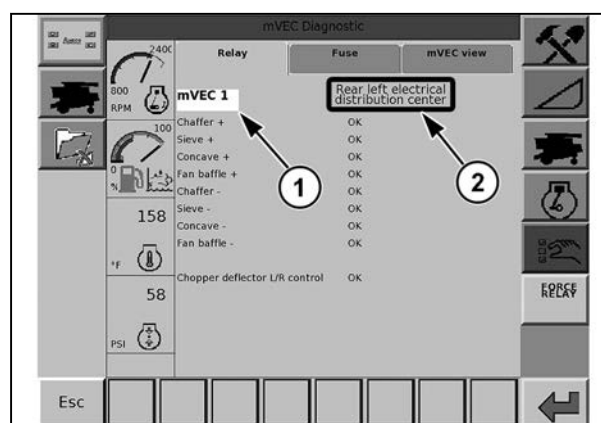 mVEC Diagnostic
Auto
2400
800
RPM
Relay
Fuse
mVEC view
mVEC 1
Rear left electrical
distribution center
100
0
%
Chaffer + OK
Sieve + OK
Concave + OK
Fan baffle + OK
Chaffer - OK
Sieve - OK
Concave - OK
Fan baffle - OK
Chopper deflector L/R control OK
1
2
158
°F
58
PSI
FORCE
RELAY
Esc